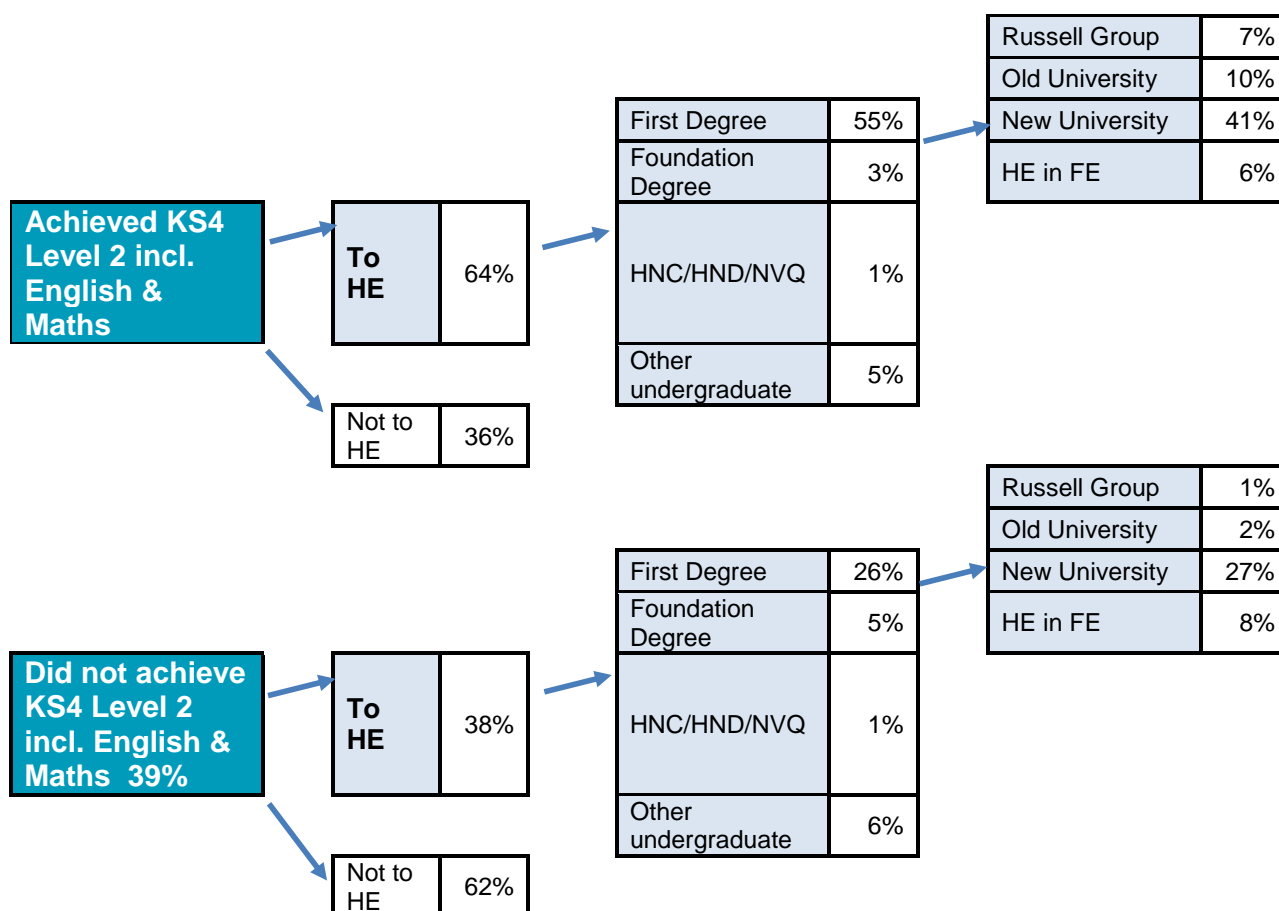 Russell Group 7%
Old University 10%
New University 41%
HE in FE 6%
First Degree 55%
Foundation
Degree 3%
HNC/HND/NVQ 1%
Other
undergraduate 5%
Achieved KS4
Level 2 incl.
English &
Maths
To
HE 64%
Not to
HE 36%
Russell Group 1%
Old University 2%
New University 27%
HE in FE 8%
First Degree 26%
Foundation
Degree 5%
HNC/HND/NVQ 1%
Other
undergraduate 6%
Did not achieve
KS4 Level 2
incl. English &
Maths 39%
To
HE 38%
Not to
HE 62%